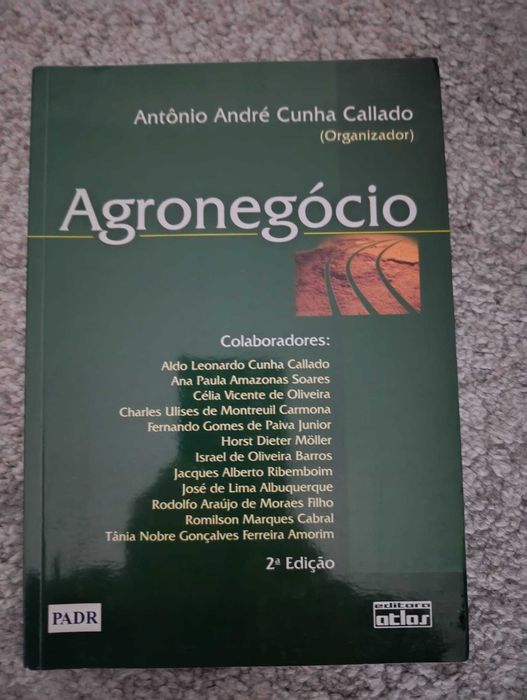 Antônio André Cunha Callado
(Organizador)
Agronegócio
Colaboradores:
Aldo Leonardo Cunha Callado
Ana Paula Amazonas Soares
Célia Vicente de Oliveira
Charles Ulises de Montreuil Carmona
Fernando Gomes de Paiva Junior
Horst Dieter Möller
Israel de Oliveira Barros
Jacques Alberto Ribemboim
José de Lima Albuquerque
Rodolfo Araújo de Moraes Filho
Romilson Marques Cabral
Tânia Nobre Gonçalves Ferreira Amorim
2ª Edição
PADR
editora
atlas